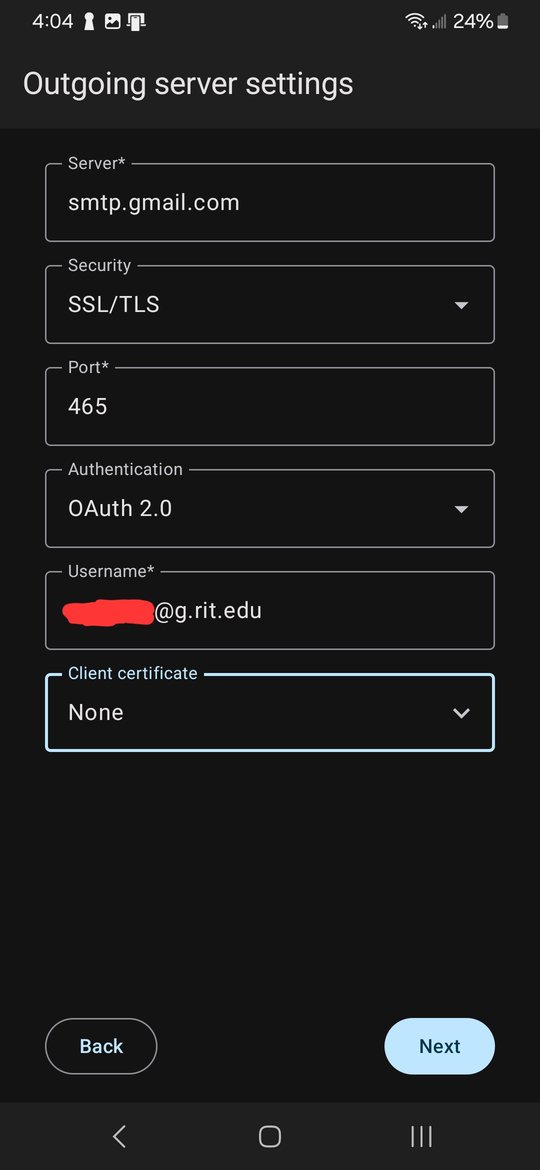 4:04
24%
Outgoing server settings
Server*
smtp.gmail.com
Security
SSL/TLS
Port*
465
Authentication
OAuth 2.0
Username*
@g.rit.edu
Client certificate
None
Back
Next